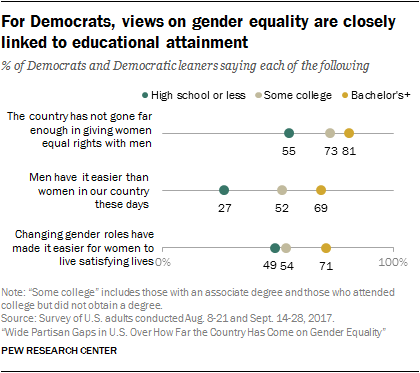 For Democrats, views on gender equality are closely
linked to educational attainment
% of Democrats and Democratic leaners saying each of the following
High school or less Some college Bachelor's+
The country has not gone far
enough in giving women
equal rights with men
55 73 81
Men have it easier than
women in our country
these days
27 52 69
Changing gender roles have
made it easier for women to
live satisfying lives 0% 100%
49 54 71
Note: "Some college" includes those with an associate degree and those who attended
college but did not obtain a degree.
Source: Survey of U.S. adults conducted Aug. 8-21 and Sept. 14-28, 2017.
"Wide Partisan Gaps in U.S. Over How Far the Country Has Come on Gender Equality"
PEW RESEARCH CENTER